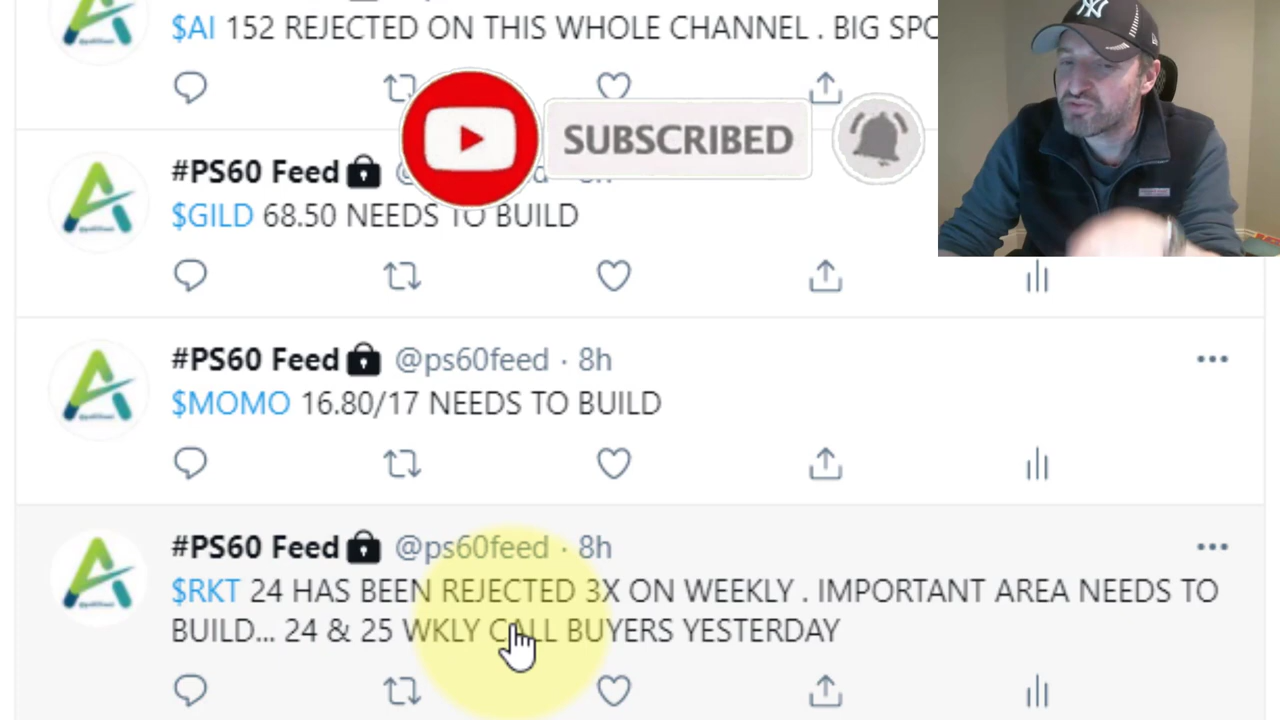 $AI 152 REJECTED ON THIS WHOLE CHANNEL . BIG
SUBSCRIBED
#PS60 Feed
$GILD 68.50 NEEDS TO BUILD
#PS60 Feed @ps60feed · 8h
$MOMO 16.80/17 NEEDS TO BUILD
#PS60 Feed @ps60feed · 8h
$RKT 24 HAS BEEN REJECTED 3X ON WEEKLY . IMPORTANT AREA NEEDS TO
BUILD... 24 & 25 WKLY CALL BUYERS YESTERDAY